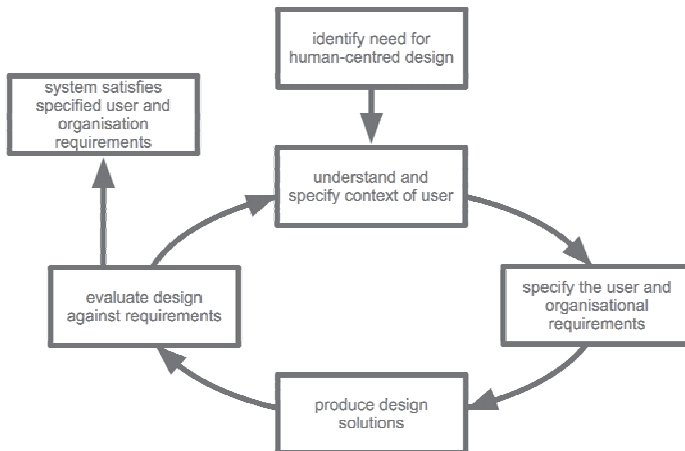 identify need for
human-centred design
system satisfies
specified user and
organisation
requirements
understand and
specify context of user
evaluate design
against requirements
specify the user and
organisational
requirements
produce design
solutions